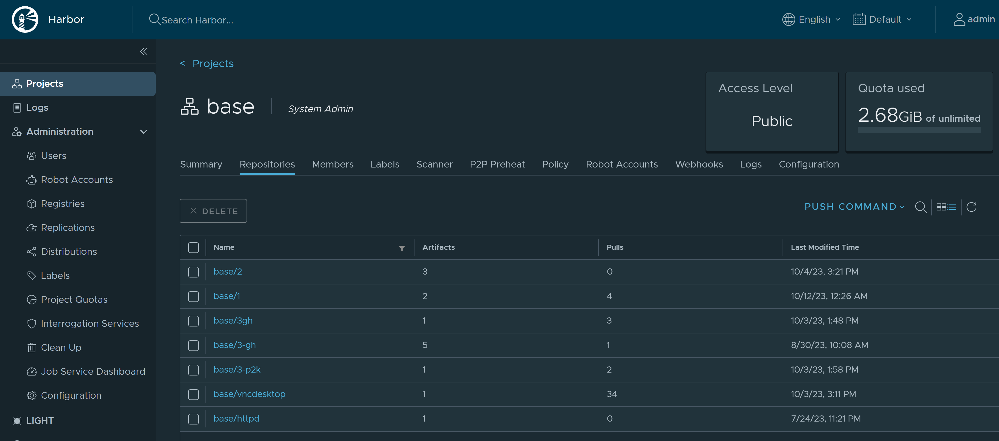 Harbor
Search Harbor...
English
Default
admin
Projects
Logs
Administration
Users
Robot Accounts
Registries
Replications
Distributions
Labels
Project Quotas
Interrogation Services
Clean Up
Job Service Dashboard
Configuration
LIGHT
< Projects
base
System Admin
Access Level
Public
Quota used
2.68GiB of unlimited
Summary Repositories Members Labels Scanner P2P Preheat Policy Robot Accounts Webhooks Logs Configuration
DELETE
PUSH COMMAND
Name Artifacts Pulls Last Modified Time
base/2 3 0 10/4/23, 3:21 PM
base/1 2 4 10/12/23, 12:26 AM
base/3gh 1 3 10/3/23, 1:48 PM
base/3-gh 5 1 8/30/23, 10:08 AM
base/3-p2k 1 2 10/3/23, 1:58 PM
base/vncdesktop 1 34 10/3/23, 3:11 PM
base/httpd 1 0 7/24/23, 11:21 PM